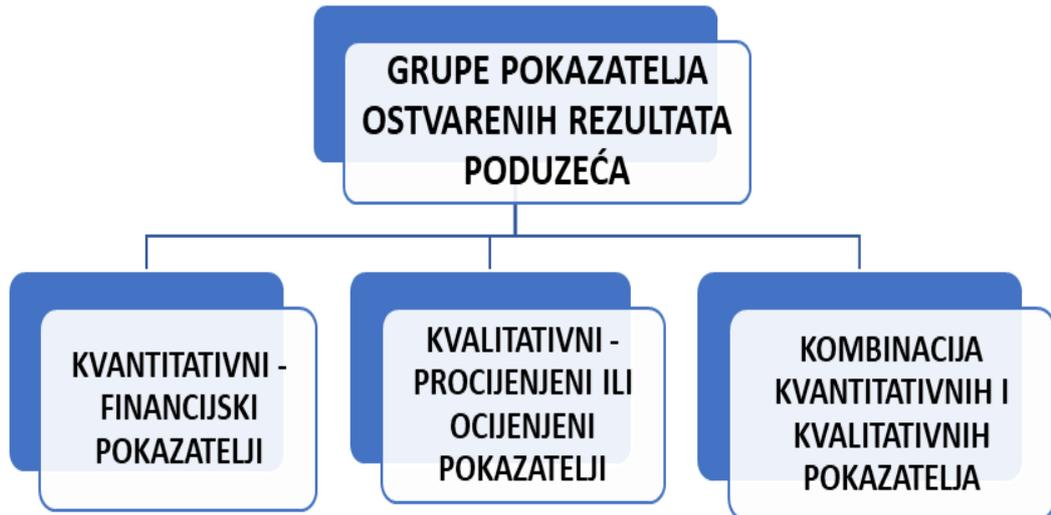 GRUPE POKAZATELJA
OSTVARENIH REZULTATA
PODUZEĆA
KVANTITATIVNI -
FINANCIJSKI
POKAZATELJI
KVALITATIVNI -
PROCIJENJENI ILI
OCIJENJENI
POKAZATELJI
KOMBINACIJA
KVANTITATIVNIH I
KVALITATIVNIH
POKAZATELJA